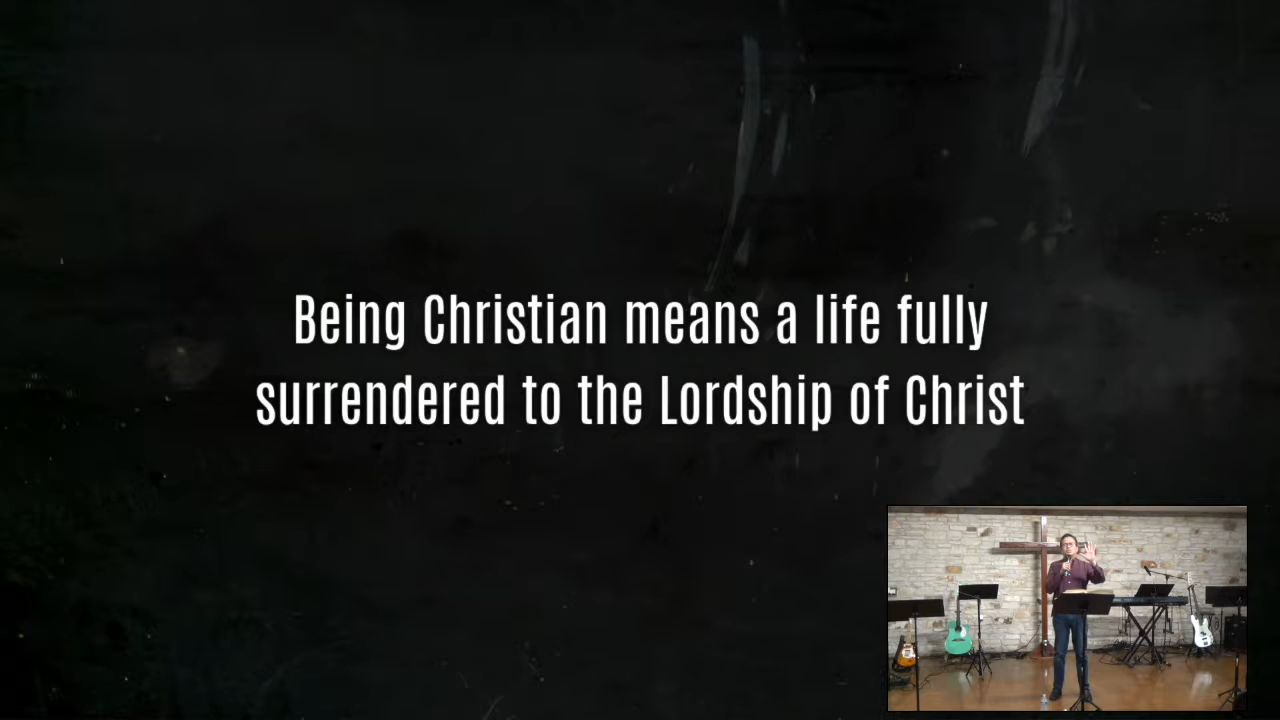 Being Christian means a life fully
surrendered to the Lordship of Christ